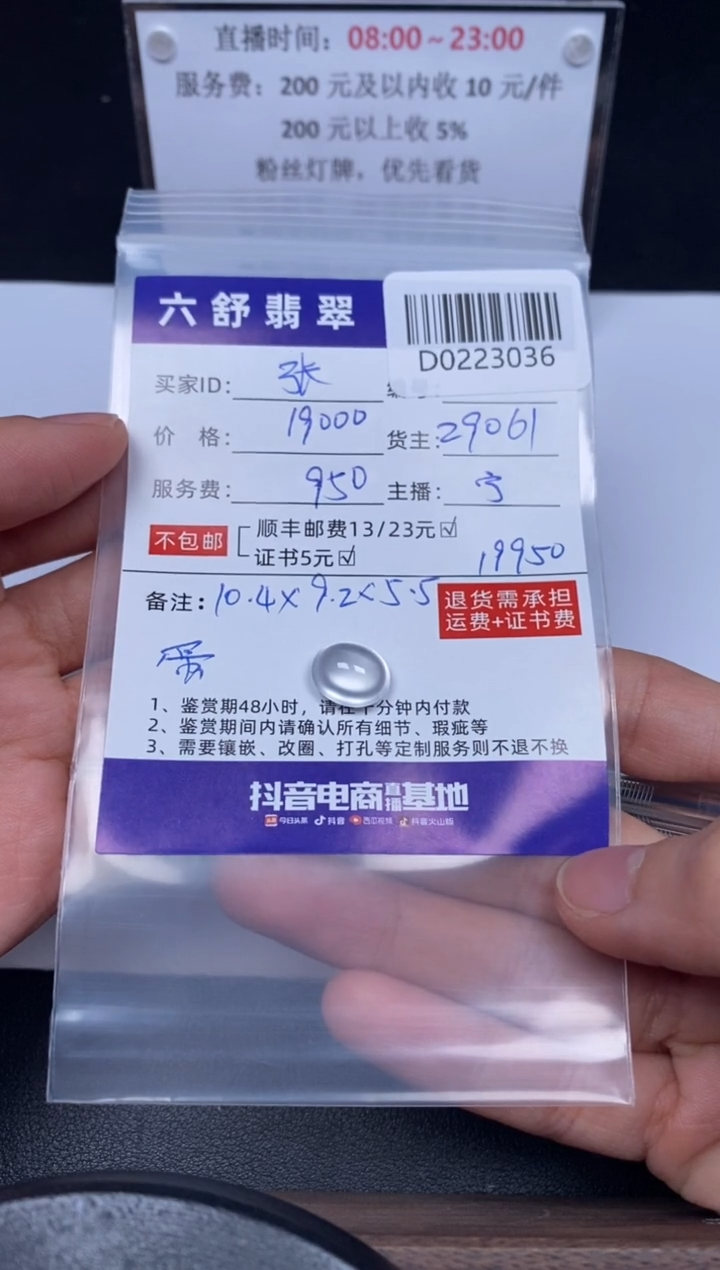 直播时间：08:00~23:00
服务费：200 元及以内收 10 元/件
200 元以上收 5%
粉丝灯牌，优先看货
六舒翡翠
D0223036
买家ID: 张
价 格: 19000 货主: 29061
服务费: 950 主播:
不包邮 顺丰邮费13/23元☑
证书5元☑ 19950
备注: 10.4×9.2×5.5 退货需承担
运费+证书费
蛋
1、鉴赏期48小时，请在十分钟内付款
2、鉴赏期间内请确认所有细节、瑕疵等
3、需要镶嵌、改圈、打孔等定制服务则不退不换
抖音电商直播基地
头条 今日头条 抖音 西瓜视频 抖音火山版